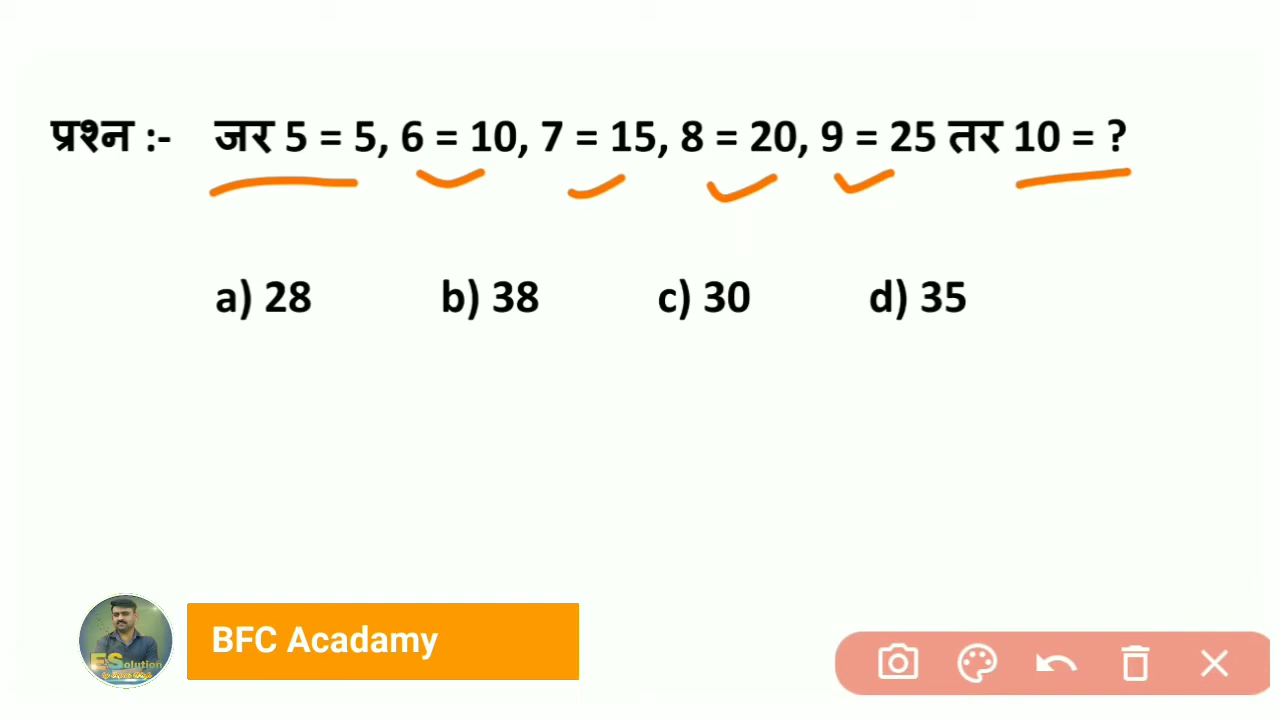 प्रश्न :- जर 5 = 5, 6 = 10, 7 = 15, 8 = 20, 9 = 25 तर 10 = ?
a) 28 b) 38 c) 30 d) 35
ESolution
BFC Acadamy